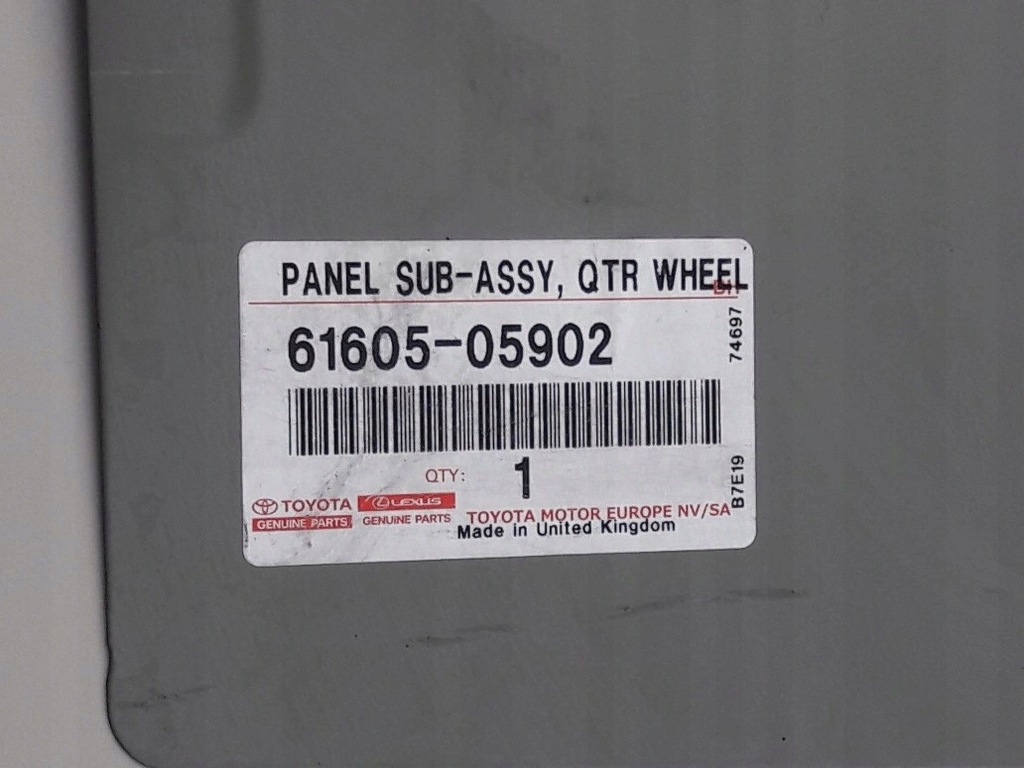 PANEL SUB-ASSY, QTR WHEEL
61605-05902
74697
QTY: 1
B7E19
TOYOTA LEXUS
GENUINE PARTS GENUINE PARTS
TOYOTA MOTOR EUROPE NV/SA
Made in United Kingdom